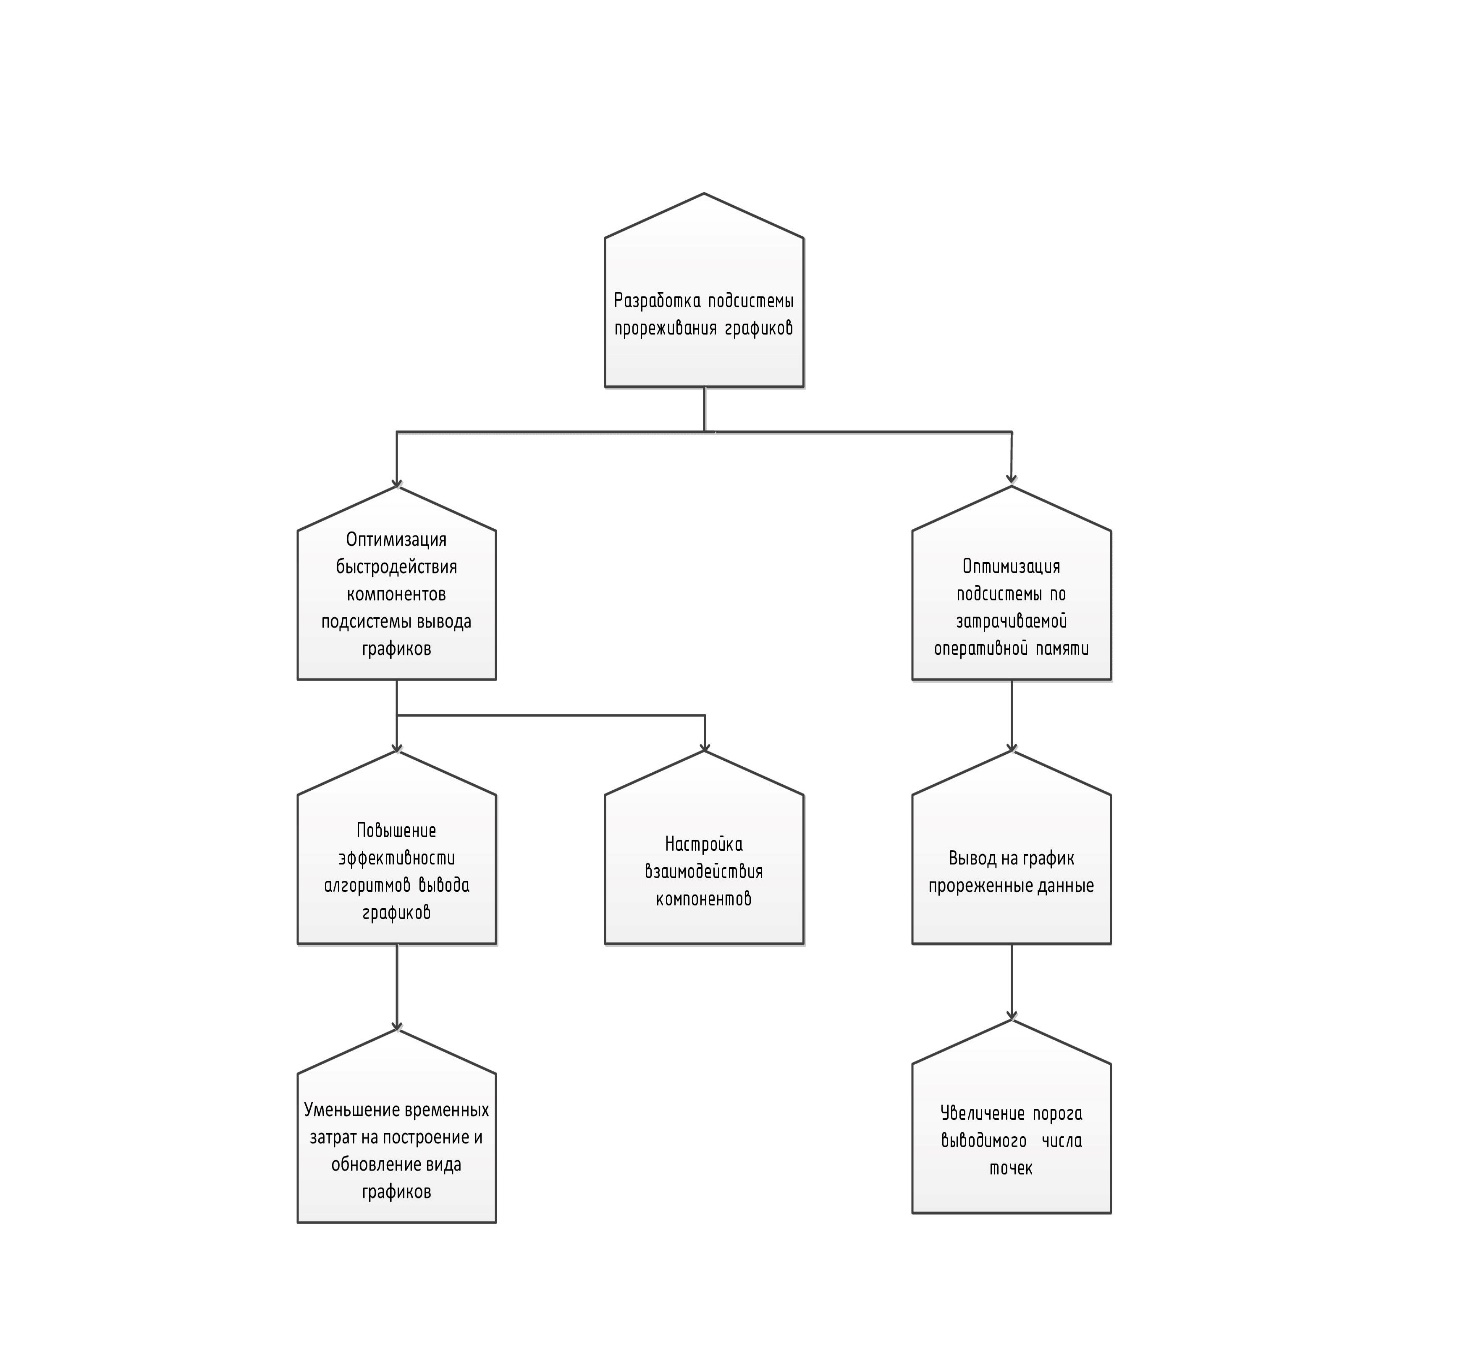 Разработка подсистемы
прореживания графиков
Оптимизация
быстродействия
компонентов
подсистемы вывода
графиков
Оптимизация
подсистемы по
затрачиваемой
оперативной памяти
Повышение
эффективности
алгоритмов вывода
графиков
Настройка
взаимодействия
компонентов
Вывод на график
прореженные данные
Уменьшение временных
затрат на построение и
обновление вида
графиков
Увеличение порога
выводимого числа
точек